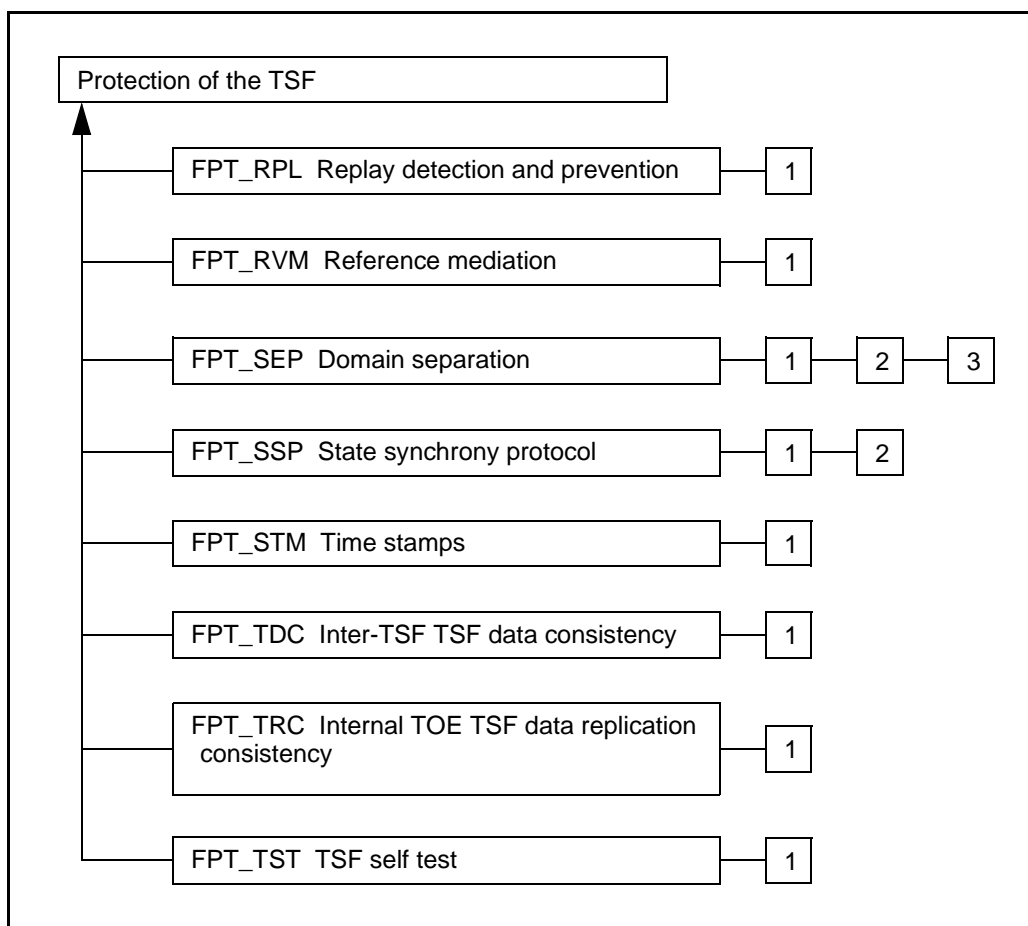 Protection of the TSF
FPT_RPL Replay detection and prevention 1
FPT_RVM Reference mediation 1
FPT_SEP Domain separation 1 2 3
FPT_SSP State synchrony protocol 1 2
FPT_STM Time stamps 1
FPT_TDC Inter-TSF TSF data consistency 1
FPT_TRC Internal TOE TSF data replication
consistency 1
FPT_TST TSF self test 1